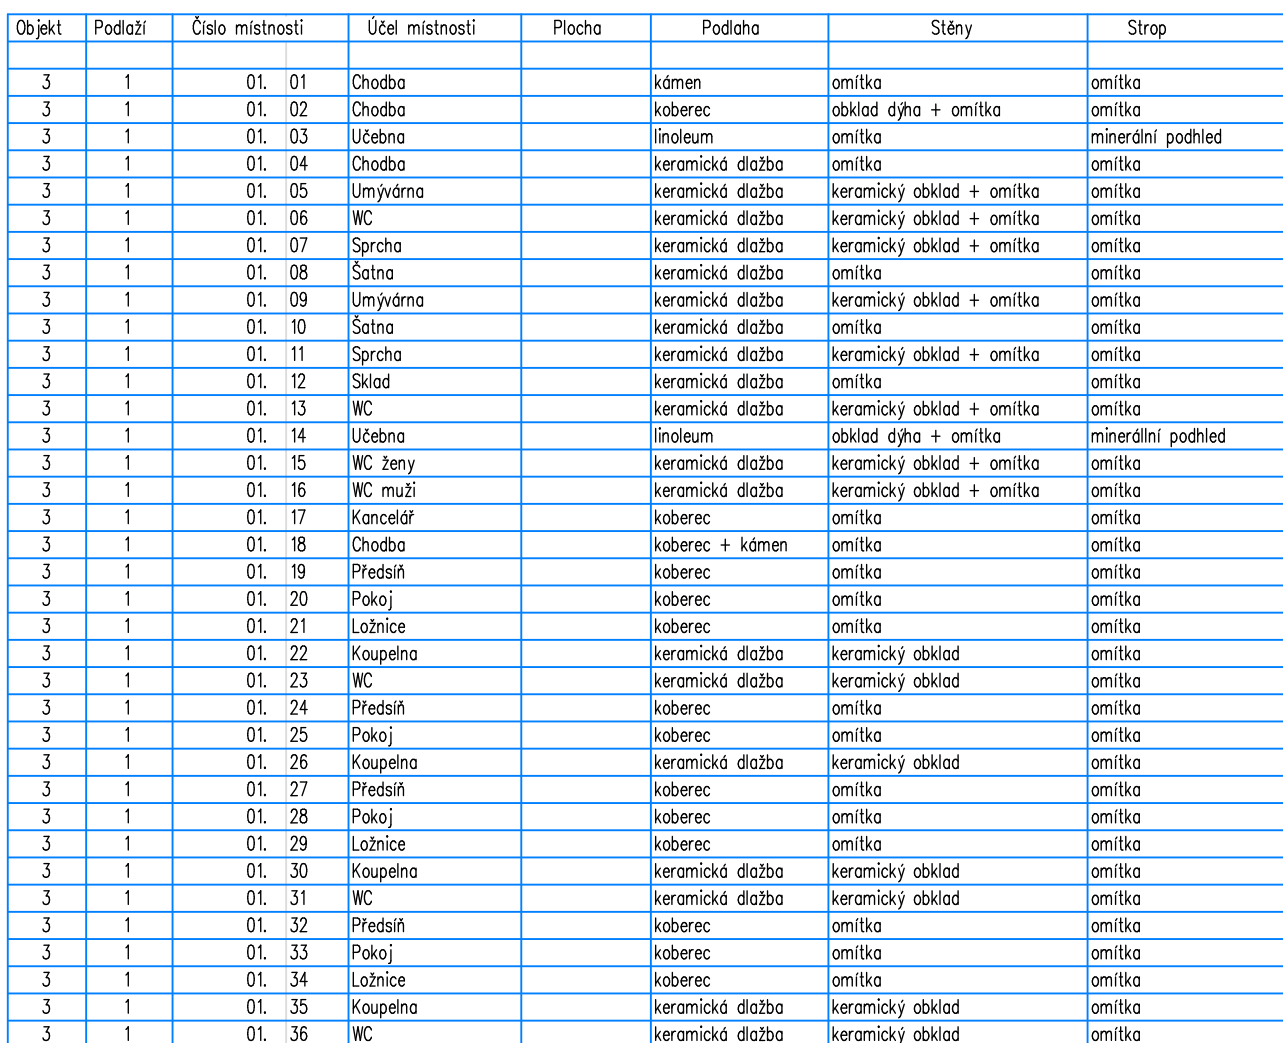 Objekt Podlaží Číslo místnosti Účel místnosti Plocha Podlaha Stěny Strop
3 1 01. 01 Chodba kámen omítka omítka
3 1 01. 02 Chodba koberec obklad dýha + omítka omítka
3 1 01. 03 Učebna linoleum omítka minerální podhled
3 1 01. 04 Chodba keramická dlažba omítka omítka
3 1 01. 05 Umývárna keramická dlažba keramický obklad + omítka omítka
3 1 01. 06 WC keramická dlažba keramický obklad + omítka omítka
3 1 01. 07 Sprcha keramická dlažba keramický obklad + omítka omítka
3 1 01. 08 Šatna keramická dlažba omítka omítka
3 1 01. 09 Umývárna keramická dlažba keramický obklad + omítka omítka
3 1 01. 10 Šatna keramická dlažba omítka omítka
3 1 01. 11 Sprcha keramická dlažba keramický obklad + omítka omítka
3 1 01. 12 Sklad keramická dlažba omítka omítka
3 1 01. 13 WC keramická dlažba keramický obklad + omítka omítka
3 1 01. 14 Učebna linoleum obklad dýha + omítka minerállní podhled
3 1 01. 15 WC ženy keramická dlažba keramický obklad + omítka omítka
3 1 01. 16 WC muži keramická dlažba keramický obklad + omítka omítka
3 1 01. 17 Kancelář koberec omítka omítka
3 1 01. 18 Chodba koberec + kámen omítka omítka
3 1 01. 19 Předsíň koberec omítka omítka
3 1 01. 20 Pokoj koberec omítka omítka
3 1 01. 21 Ložnice koberec omítka omítka
3 1 01. 22 Koupelna keramická dlažba keramický obklad omítka
3 1 01. 23 WC keramická dlažba keramický obklad omítka
3 1 01. 24 Předsíň koberec omítka omítka
3 1 01. 25 Pokoj koberec omítka omítka
3 1 01. 26 Koupelna keramická dlažba keramický obklad omítka
3 1 01. 27 Předsíň koberec omítka omítka
3 1 01. 28 Pokoj koberec omítka omítka
3 1 01. 29 Ložnice koberec omítka omítka
3 1 01. 30 Koupelna keramická dlažba keramický obklad omítka
3 1 01. 31 WC keramická dlažba keramický obklad omítka
3 1 01. 32 Předsíň koberec omítka omítka
3 1 01. 33 Pokoj koberec omítka omítka
3 1 01. 34 Ložnice koberec omítka omítka
3 1 01. 35 Koupelna keramická dlažba keramický obklad omítka
3 1 01. 36 WC keramická dlažba keramický obklad omítka